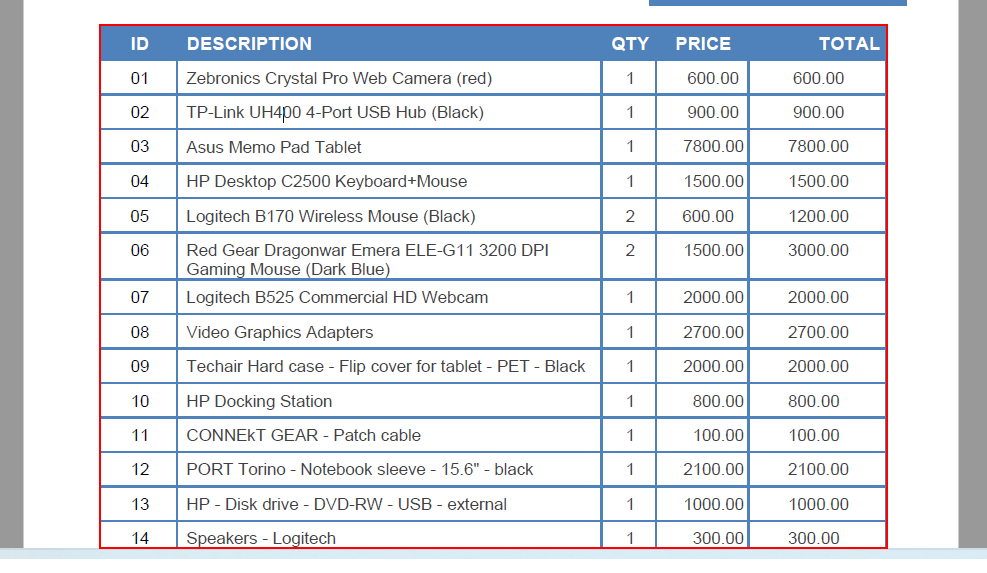 ID DESCRIPTION QTY PRICE TOTAL
01 Zebronics Crystal Pro Web Camera (red) 1 600.00 600.00
02 TP-Link UH400 4-Port USB Hub (Black) 1 900.00 900.00
03 Asus Memo Pad Tablet 1 7800.00 7800.00
04 HP Desktop C2500 Keyboard+Mouse 1 1500.00 1500.00
05 Logitech B170 Wireless Mouse (Black) 2 600.00 1200.00
06 Red Gear Dragonwar Emera ELE-G11 3200 DPI 2 1500.00 3000.00
Gaming Mouse (Dark Blue)
07 Logitech B525 Commercial HD Webcam 1 2000.00 2000.00
08 Video Graphics Adapters 1 2700.00 2700.00
09 Techair Hard case - Flip cover for tablet - PET - Black 1 2000.00 2000.00
10 HP Docking Station 1 800.00 800.00
11 CONNEkT GEAR - Patch cable 1 100.00 100.00
12 PORT Torino - Notebook sleeve - 15.6" - black 1 2100.00 2100.00
13 HP - Disk drive - DVD-RW - USB - external 1 1000.00 1000.00
14 Speakers - Logitech 1 300.00 300.00